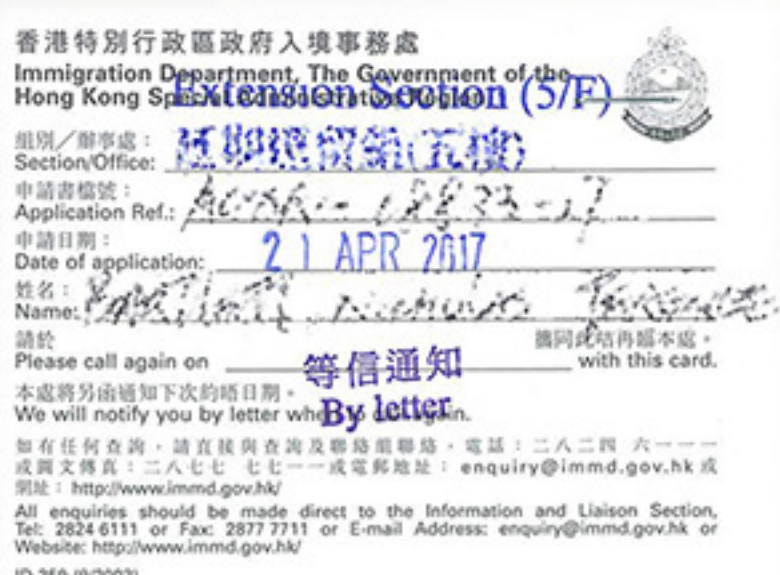 香港特別行政區政府入境事務處
Immigration Department, The Government of the
Hong Kong Special Administrative Region
Extension Section (5/F)
組別／辦事處：
Section/Office: 延期逗留組(五樓)
申請書檔號：
Application Ref.:
申請日期：
Date of application: 21 APR 2017
姓名：
Name:
請於 攜同此咭再臨本處。
Please call again on with this card.
等信通知
By letter
本處將另函通知下次約晤日期。
We will notify you by letter when to call again.
如有任何查詢，請直接與查詢及聯絡組聯絡。電話：二八二四 六一一一
或圖文傳真：二八七七 七七一一或電郵地址：enquiry@immd.gov.hk 或
網址：http://www.immd.gov.hk/
All enquiries should be made direct to the Information and Liaison Section,
Tel: 2824 6111 or Fax: 2877 7711 or E-mail Address: enquiry@immd.gov.hk or
Website: http://www.immd.gov.hk/